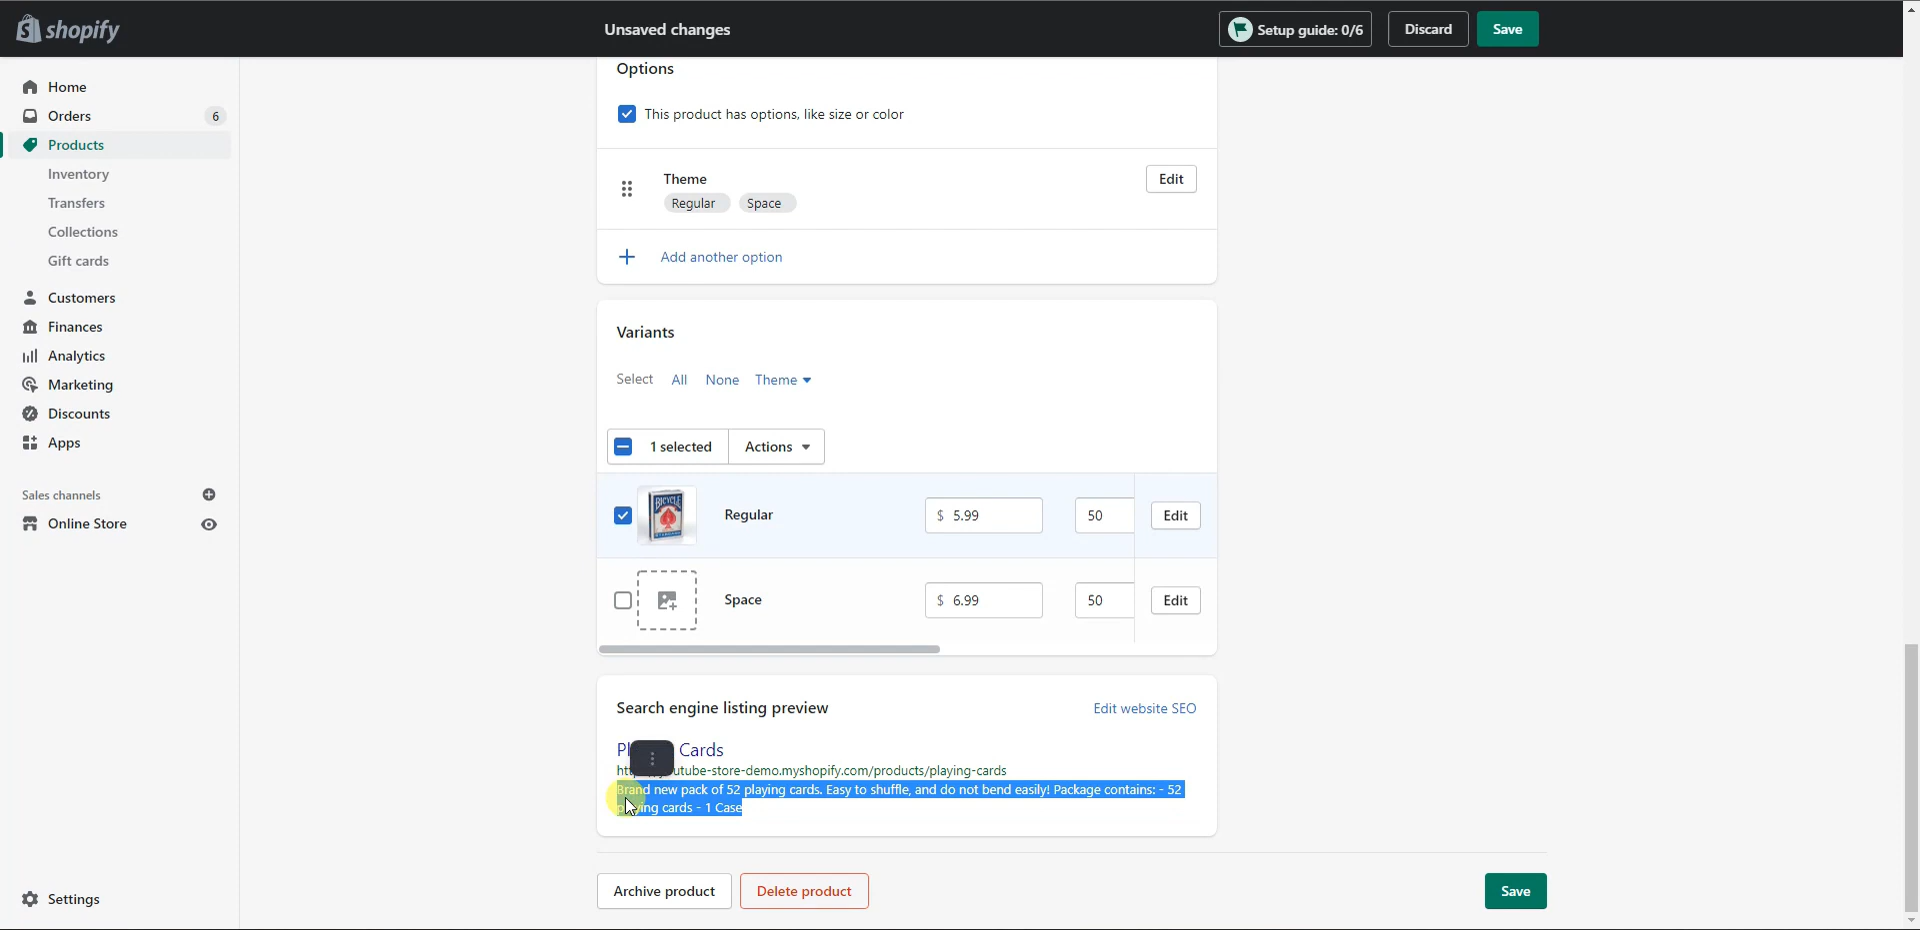 shopify
Unsaved changes
Setup guide: 0/6
Discard
Save
Home
Orders
6
Products
Inventory
Transfers
Collections
Gift cards
Customers
Finances
Analytics
Marketing
Discounts
Apps
Sales channels
Online Store
Settings
Options
This product has options, like size or color
Theme
Edit
Regular Space
Add another option
Variants
Select All None Theme
1 selected Actions
BICYCLE
Regular $ 5.99 50 Edit
Space $ 6.99 50 Edit
Search engine listing preview
Edit website SEO
Cards
utube-store-demo.myshopify.com/products/playing-cards
Brand new pack of 52 playing cards. Easy to shuffle, and do not bend easily! Package contains: - 52
playing cards - 1 Case
Archive product
Delete product
Save